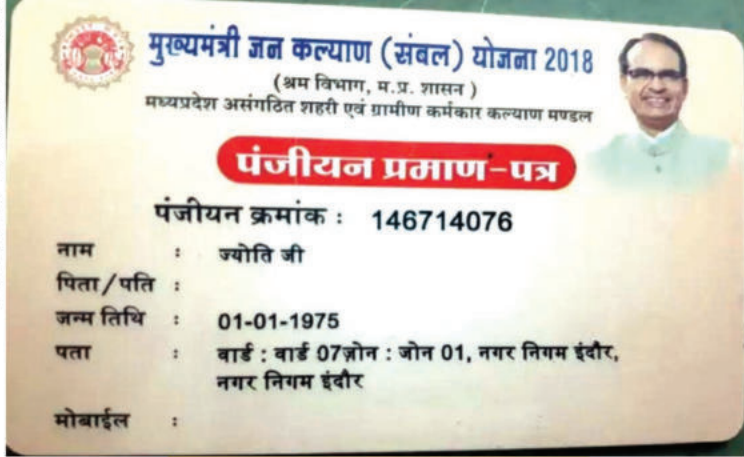 मुख्यमंत्री जन कल्याण (संबल) योजना 2018
(श्रम विभाग, म.प्र. शासन )
मध्यप्रदेश असंगठित शहरी एवं ग्रामीण कर्मकार कल्याण मण्डल
पंजीयन प्रमाण-पत्र
पंजीयन क्रमांक : 146714076
नाम : ज्योति जी
पिता/पति :
जन्म तिथि : 01-01-1975
पता : वार्ड : वार्ड 07ज़ोन : जोन 01, नगर निगम इंदौर,
नगर निगम इंदौर
मोबाईल :